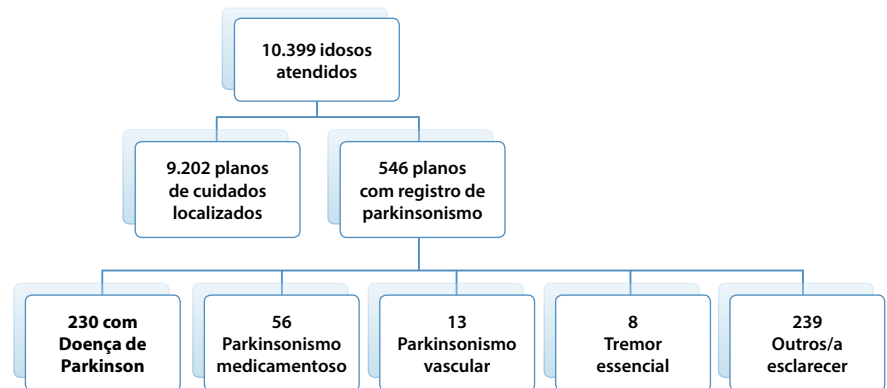 10.399 idosos
atendidos
9.202 planos
de cuidados
localizados
546 planos
com registro de
parkinsonismo
230 com
Doença de
Parkinson
56
Parkinsonismo
medicamentoso
13
Parkinsonismo
vascular
8
Tremor
essencial
239
Outros/a
esclarecer